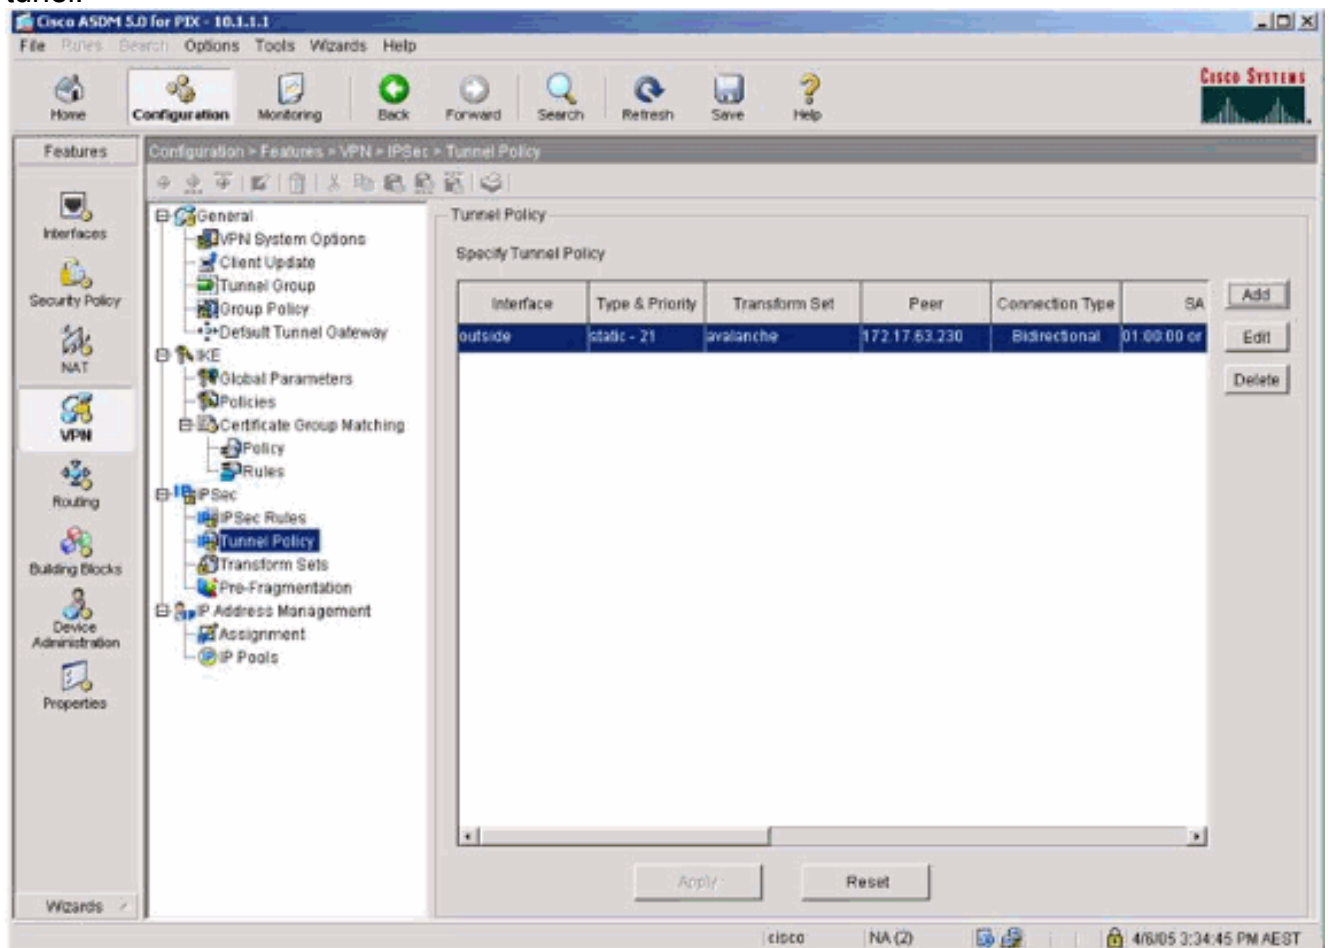 túnel.
Cisco ASDM 5.0 for PIX - 10.1.1.1
File Rules Search Options Tools Wizards Help
Home Configuration Monitoring Back Forward Search Refresh Save Help
CISCO SYSTEMS
Features
Configuration > Features > VPN > IPSec > Tunnel Policy
Interfaces
Security Policy
NAT
VPN
Routing
Building Blocks
Device Administration
Properties
Wizards
General
VPN System Options
Client Update
Tunnel Group
Group Policy
Default Tunnel Gateway
IKE
Global Parameters
Policies
Certificate Group Matching
Policy
Rules
IPSec
IPSec Rules
Tunnel Policy
Transform Sets
Pre-Fragmentation
IP Address Management
Assignment
IP Pools
Tunnel Policy
Specify Tunnel Policy
Interface Type & Priority Transform Set Peer Connection Type SA
outside static - 21 avalanche 172.17.63.230 Bidirectional 01:00:00 or
Add
Edit
Delete
Apply Reset
cisco NA (2) 4/6/05 3:34:45 PM AEST